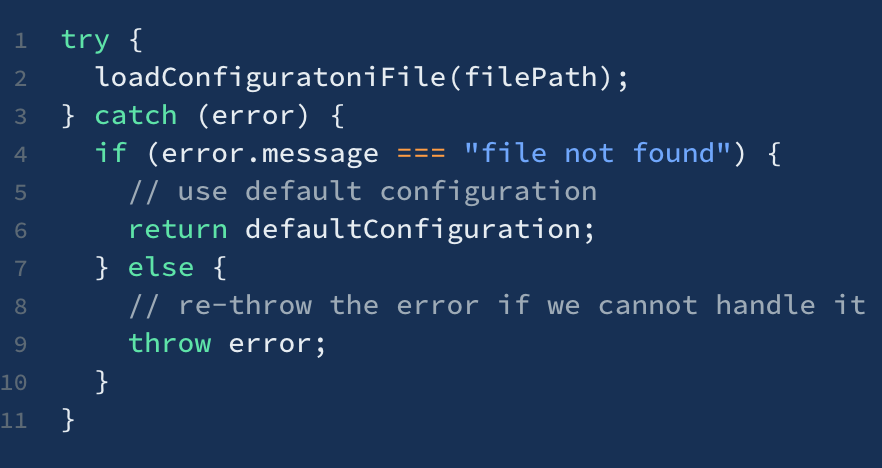 1 try {
2 loadConfiguratoniFile(filePath);
3 } catch (error) {
4 if (error.message === "file not found") {
5 // use default configuration
6 return defaultConfiguration;
7 } else {
8 // re-throw the error if we cannot handle it
9 throw error;
10 }
11 }